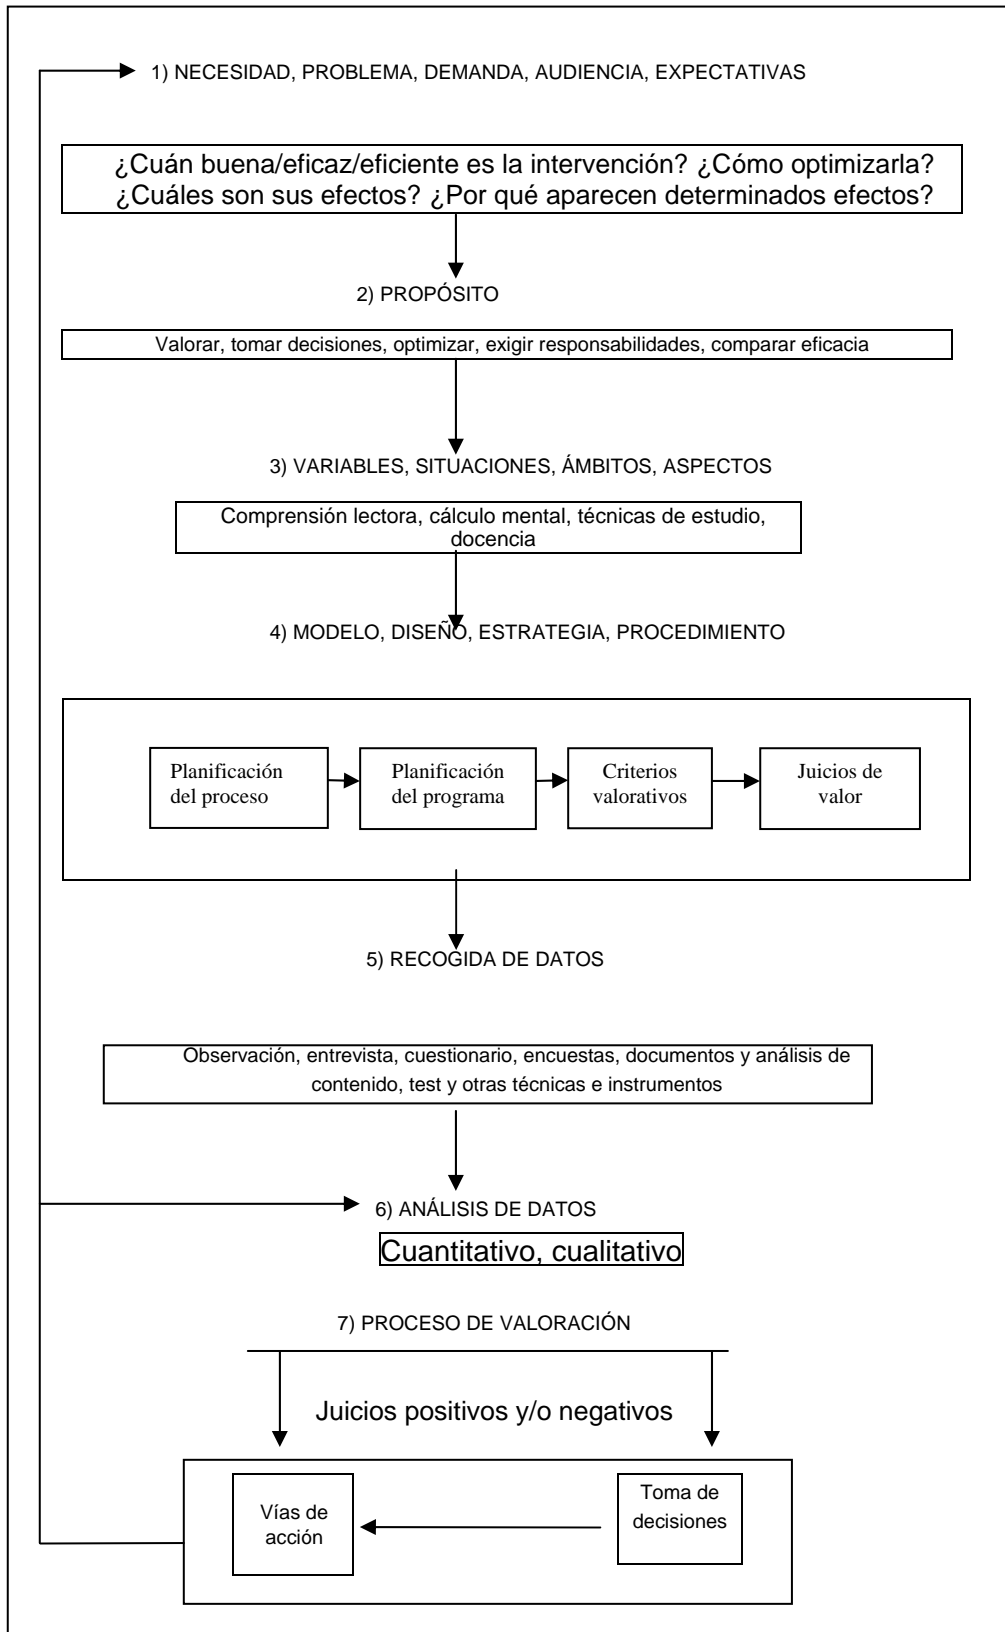 1) NECESIDAD, PROBLEMA, DEMANDA, AUDIENCIA, EXPECTATIVAS
¿Cuán buena/eficaz/eficiente es la intervención? ¿Cómo optimizarla?
¿Cuáles son sus efectos? ¿Por qué aparecen determinados efectos?
2) PROPÓSITO
Valorar, tomar decisiones, optimizar, exigir responsabilidades, comparar eficacia
3) VARIABLES, SITUACIONES, ÁMBITOS, ASPECTOS
Comprensión lectora, cálculo mental, técnicas de estudio,
docencia
4) MODELO, DISEÑO, ESTRATEGIA, PROCEDIMIENTO
Planificación
del proceso
Planificación
del programa
Criterios
valorativos
Juicios de
valor
5) RECOGIDA DE DATOS
Observación, entrevista, cuestionario, encuestas, documentos y análisis de
contenido, test y otras técnicas e instrumentos
6) ANÁLISIS DE DATOS
Cuantitativo, cualitativo
7) PROCESO DE VALORACIÓN
Juicios positivos y/o negativos
Vías de
acción
Toma de
decisiones